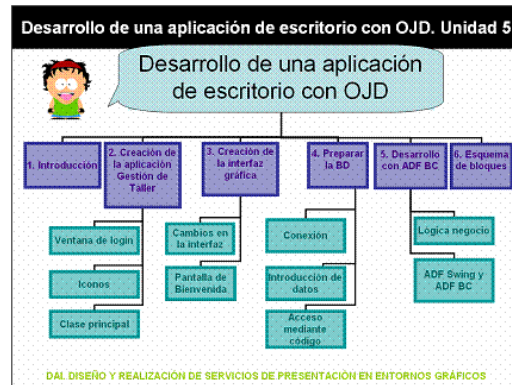 Desarrollo de una aplicación de escritorio con OJD. Unidad 5
Desarrollo de una aplicación
de escritorio con OJD
1. Introducción
2. Creación de
la aplicación
Gestión de
Taller
3. Creación de
la interfaz
gráfica
4. Preparar
la BD
5. Desarrollo
con ADF BC
6. Esquema
de bloques
Ventana de login
Iconos
Clase principal
Cambios en
la interfaz
Pantalla de
Bienvenida
Conexión
Introducción de
datos
Acceso
mediante
código
Lógica negocio
ADF Swing y
ADF BC
DAI. DISEÑO Y REALIZACIÓN DE SERVICIOS DE PRESENTACIÓN EN ENTORNOS GRÁFICOS